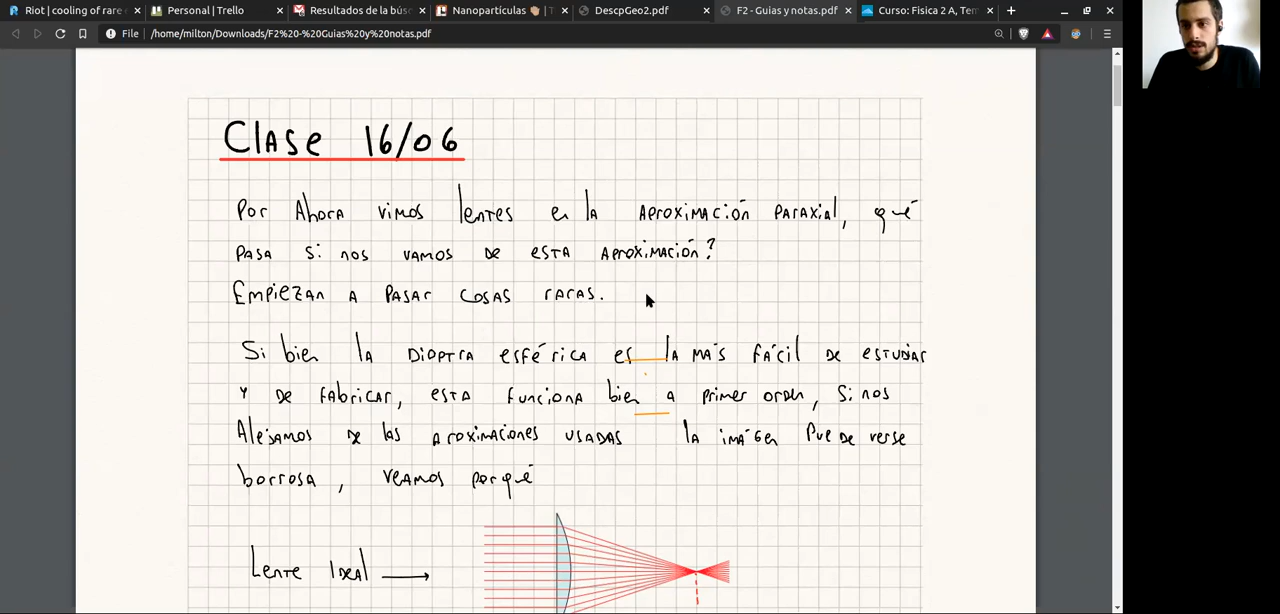 Riot | cooling of rare e
Personal | Trello
Resultados de la bús
Nanopartículas 👏🏼 | T
DescpGeo2.pdf
F2 - Guias y notas.pdf
Curso: Fisica 2 A, Tem
File
/home/milton/Downloads/F2%20-%20Guias%20y%20notas.pdf
Clase 16/06
Por Ahora vimos lentes en la Aproximación paraxial, qué
pasa si nos vamos de esta aproximación?
Empiezan a pasar cosas raras.
Si bien la dioptra esférica es la más fácil de estudiar
y de fabricar, esta funciona bien a primer orden, si nos
Alejamos de las aproximaciones usadas la imágen puede verse
borrosa, veamos porqué
Lente Ideal